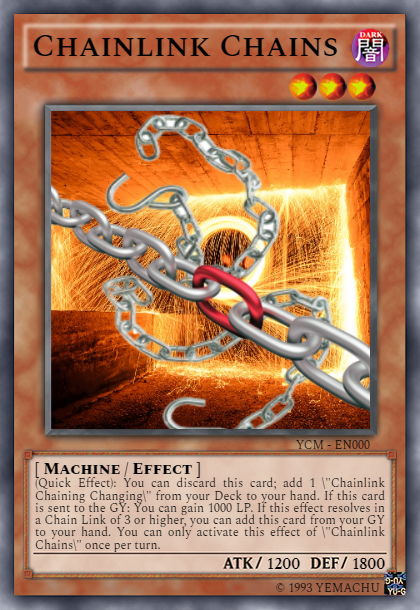 CHAINLINK CHAINS
DARK
闇
YCM - EN000
[ MACHINE / EFFECT ]
(Quick Effect): You can discard this card; add 1 \"Chainlink
Chaining Changing\" from your Deck to your hand. If this card
is sent to the GY: You can gain 1000 LP. If this effect resolves in
a Chain Link of 3 or higher, you can add this card from your GY
to your hand. You can only activate this effect of \"Chainlink
Chains\" once per turn.
ATK / 1200 DEF / 1800
© 1993 YEMACHU